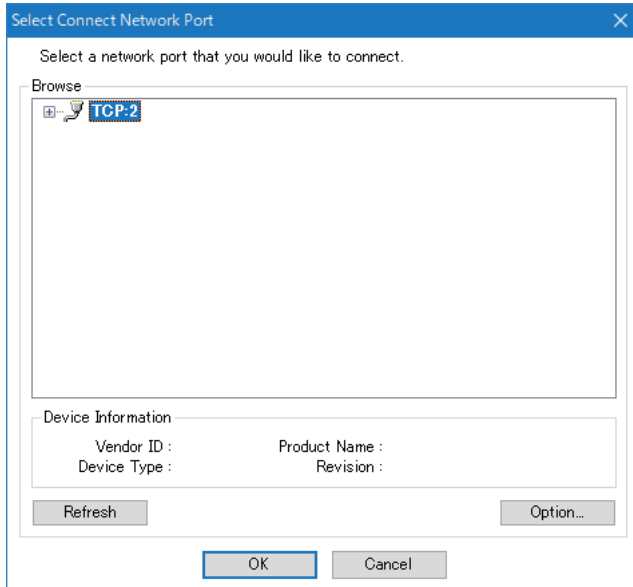 Select Connect Network Port
Select a network port that you would like to connect.
Browse
TCP:2
Device Information
Vendor ID : Product Name :
Device Type : Revision :
Refresh Option...
OK Cancel